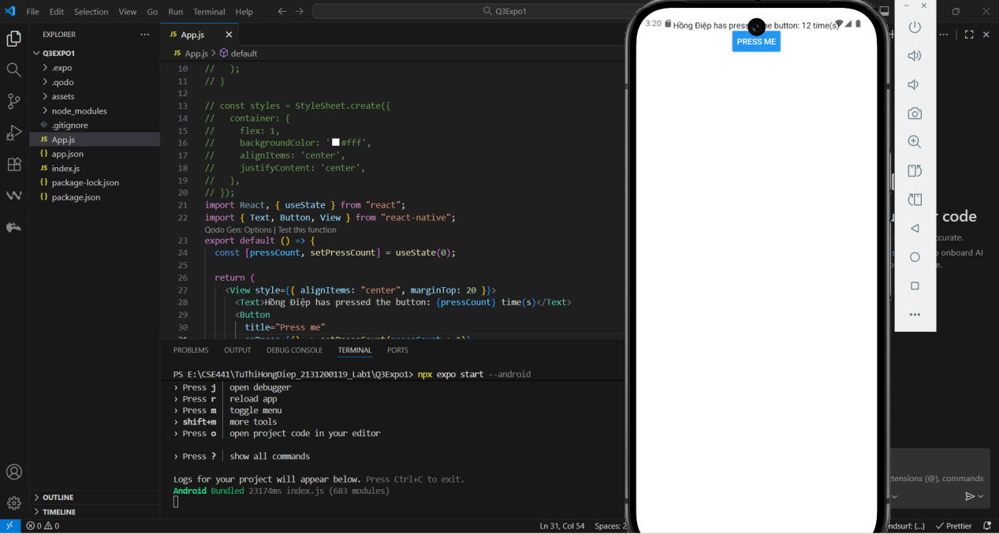 File Edit Selection View Go Run Terminal Help
Q3Expo1
EXPLORER
Q3EXPO1
.expo
.qodo
assets
node_modules
.gitignore
JS App.js
{} app.json
JS index.js
{} package-lock.json
{} package.json
OUTLINE
TIMELINE
JS App.js
JS App.js > default
10 //   );
11 // }
12
13 // const styles = StyleSheet.create({
14 //   container: {
15 //     flex: 1,
16 //     backgroundColor: '#fff',
17 //     alignItems: 'center',
18 //     justifyContent: 'center',
19 //   },
20 // });
21 import React, { useState } from "react";
22 import { Text, Button, View } from "react-native";
Qodo Gen: Options | Test this function
23 export default () => {
24   const [pressCount, setPressCount] = useState(0);
25
26   return (
27     <View style={{ alignItems: "center", marginTop: 20 }}>
28       <Text>Hồng Điệp has pressed the button: {pressCount} time(s)</Text>
29       <Button
30         title="Press me"
31         onPress={() => setPressCount(pressCount + 1)}
PROBLEMS OUTPUT DEBUG CONSOLE TERMINAL PORTS
PS E:\CSE441\TuThiHongDiep_2131200119_Lab1\Q3Expo1> npx expo start --android
› Press j │ open debugger
› Press r │ reload app
› Press m │ toggle menu
› shift+m │ more tools
› Press o │ open project code in your editor
› Press ? │ show all commands
Logs for your project will appear below. Press Ctrl+C to exit.
Android Bundled 23174ms index.js (683 modules)
3:20
Hồng Điệp has press e button: 12 time(s)
PRESS ME
code
ccurate.
onboard AI
e.
xtensions (@), commands
0 0
Ln 31, Col 54 Spaces: 2
ndsurf: {...} Prettier